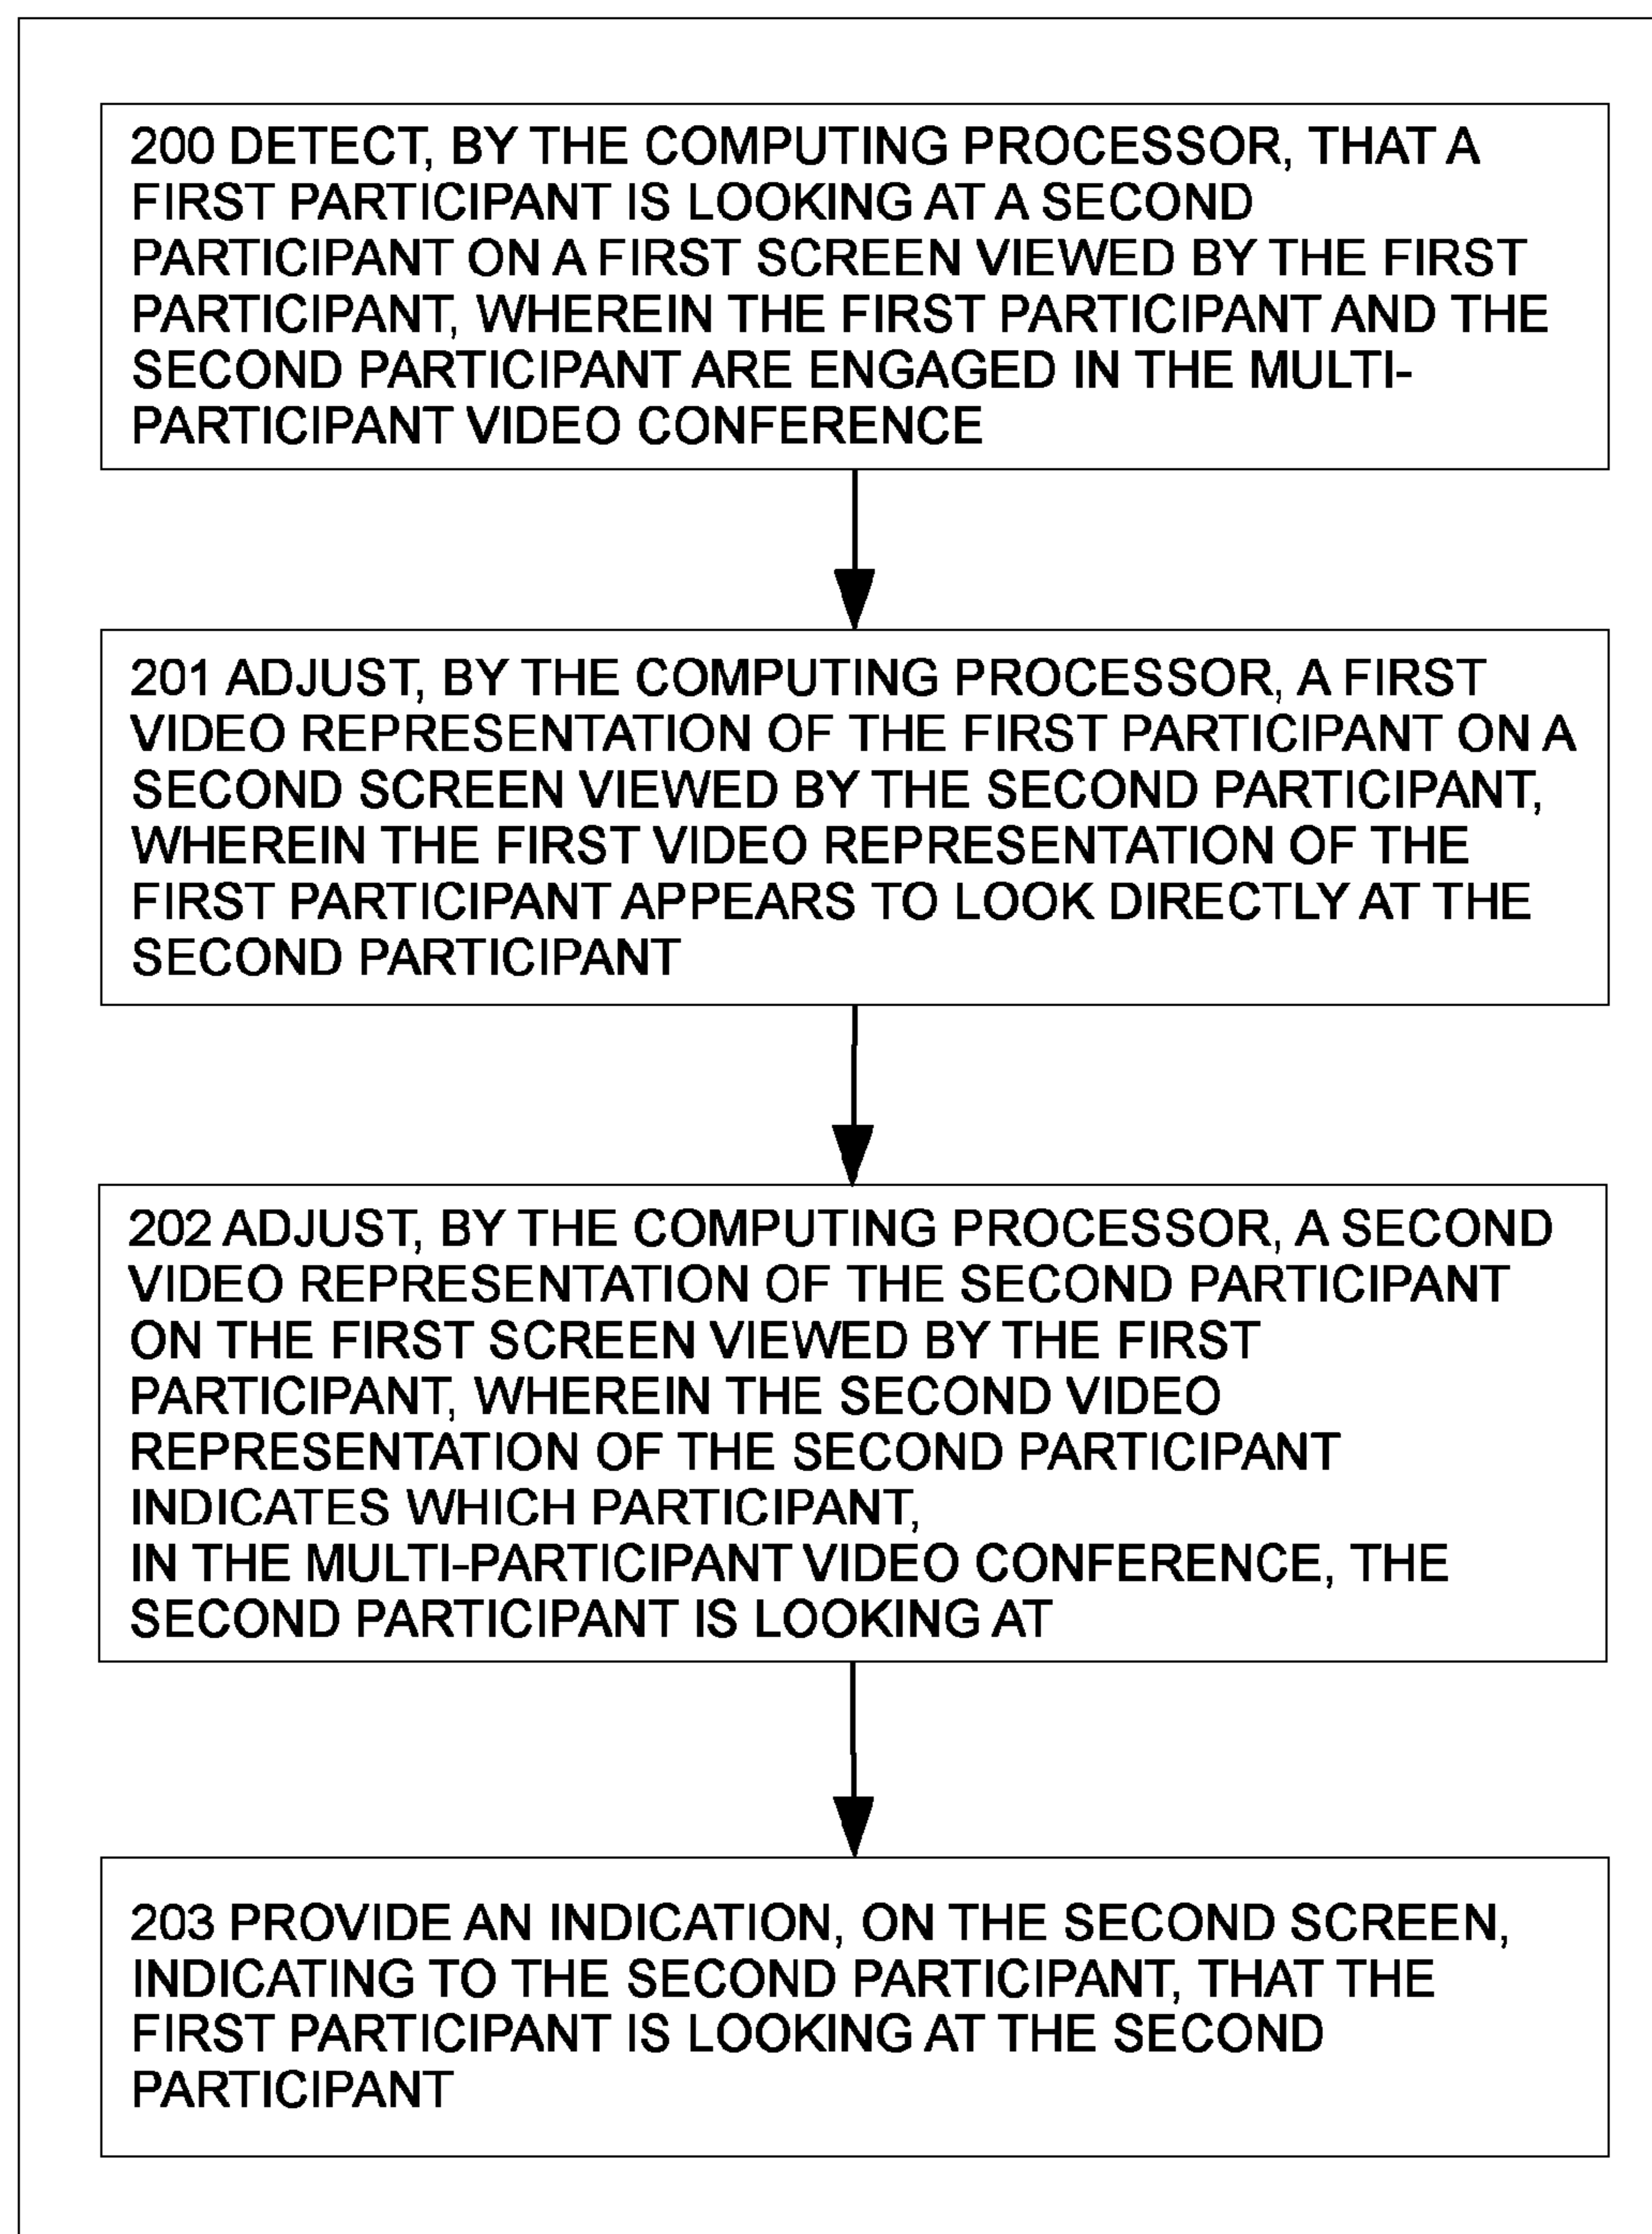 200 DETECT, BY THE COMPUTING PROCESSOR, THAT A
FIRST PARTICIPANT IS LOOKING AT A SECOND
PARTICIPANT ON A FIRST SCREEN VIEWED BY THE FIRST
PARTICIPANT, WHEREIN THE FIRST PARTICIPANT AND THE
SECOND PARTICIPANT ARE ENGAGED IN THE MULTI-
PARTICIPANT VIDEO CONFERENCE
201 ADJUST, BY THE COMPUTING PROCESSOR, A FIRST
VIDEO REPRESENTATION OF THE FIRST PARTICIPANT ON A
SECOND SCREEN VIEWED BY THE SECOND PARTICIPANT,
WHEREIN THE FIRST VIDEO REPRESENTATION OF THE
FIRST PARTICIPANT APPEARS TO LOOK DIRECTLY AT THE
SECOND PARTICIPANT
202 ADJUST, BY THE COMPUTING PROCESSOR, A SECOND
VIDEO REPRESENTATION OF THE SECOND PARTICIPANT
ON THE FIRST SCREEN VIEWED BY THE FIRST
PARTICIPANT, WHEREIN THE SECOND VIDEO
REPRESENTATION OF THE SECOND PARTICIPANT
INDICATES WHICH PARTICIPANT,
IN THE MULTI-PARTICIPANT VIDEO CONFERENCE, THE
SECOND PARTICIPANT IS LOOKING AT
203 PROVIDE AN INDICATION, ON THE SECOND SCREEN,
INDICATING TO THE SECOND PARTICIPANT, THAT THE
FIRST PARTICIPANT IS LOOKING AT THE SECOND
PARTICIPANT